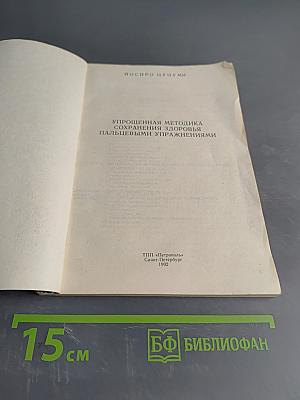 ЙОСИРО ЦУЦУМИ
УПРОЩЕННАЯ МЕТОДИКА
СОХРАНЕНИЯ ЗДОРОВЬЯ
ПАЛЬЦЕВЫМИ УПРАЖНЕНИЯМИ
ТПП «Петрополь»
Санкт-Петербург
1992
15 см
БФ БИБЛИОФАН